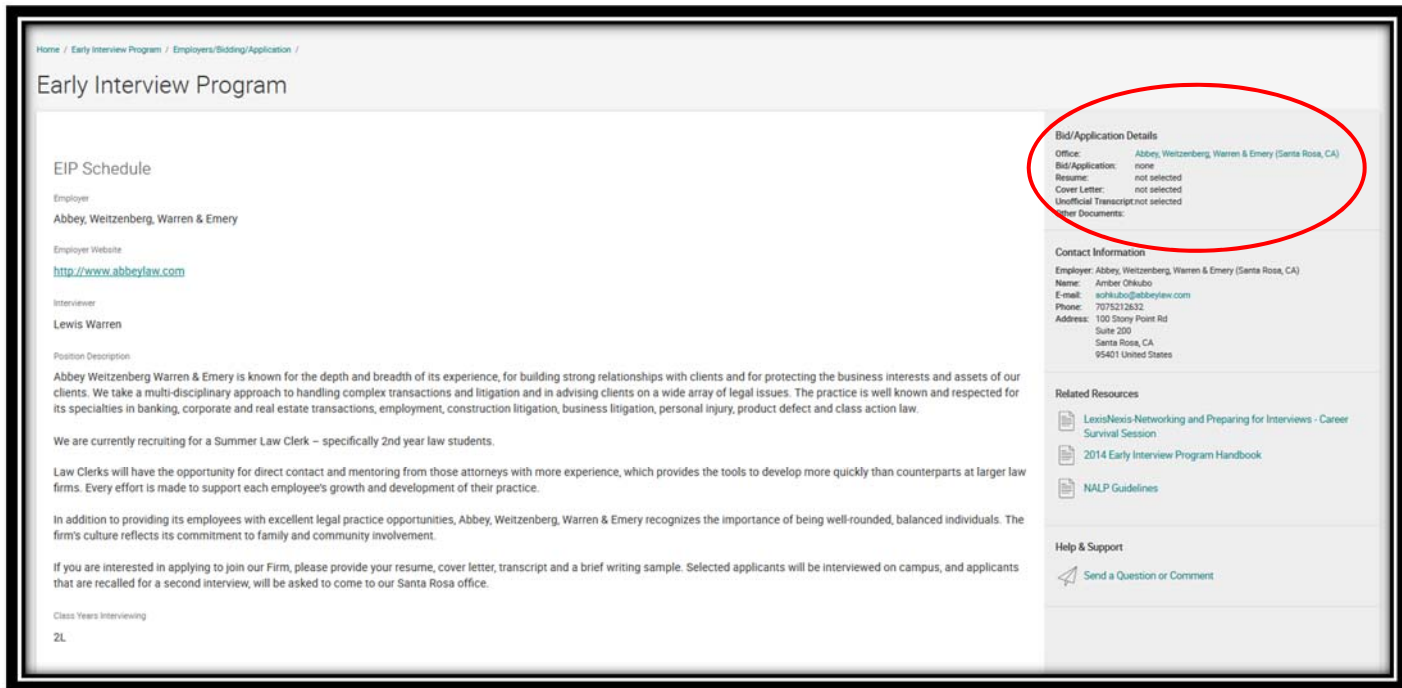 Home / Early Interview Program / Employers/Bidding/Application /
Early Interview Program
EIP Schedule
Employer
Abbey, Weitzenberg, Warren & Emery
Employer Website
http://www.abbeylaw.com
Interviewer
Lewis Warren
Position Description
Abbey Weitzenberg Warren & Emery is known for the depth and breadth of its experience, for building strong relationships with clients and for protecting the business interests and assets of our
clients. We take a multi-disciplinary approach to handling complex transactions and litigation and in advising clients on a wide array of legal issues. The practice is well known and respected for
its specialties in banking, corporate and real estate transactions, employment, construction litigation, business litigation, personal injury, product defect and class action law.
We are currently recruiting for a Summer Law Clerk – specifically 2nd year law students.
Law Clerks will have the opportunity for direct contact and mentoring from those attorneys with more experience, which provides the tools to develop more quickly than counterparts at larger law
firms. Every effort is made to support each employee's growth and development of their practice.
In addition to providing its employees with excellent legal practice opportunities, Abbey, Weitzenberg, Warren & Emery recognizes the importance of being well-rounded, balanced individuals. The
firm's culture reflects its commitment to family and community involvement.
If you are interested in applying to join our Firm, please provide your resume, cover letter, transcript and a brief writing sample. Selected applicants will be interviewed on campus, and applicants
that are recalled for a second interview, will be asked to come to our Santa Rosa office.
Class Years Interviewing
2L
Bid/Application Details
Office: Abbey, Weitzenberg, Warren & Emery (Santa Rosa, CA)
Bid/Application: none
Resume: not selected
Cover Letter: not selected
Unofficial Transcript: not selected
Other Documents:
Contact Information
Employer: Abbey, Weitzenberg, Warren & Emery (Santa Rosa, CA)
Name: Amber Ohkubo
E-mail: aohkubo@abbeylaw.com
Phone: 7075212632
Address: 100 Stony Point Rd
Suite 200
Santa Rosa, CA
95401 United States
Related Resources
LexisNexis-Networking and Preparing for Interviews - Career
Survival Session
2014 Early Interview Program Handbook
NALP Guidelines
Help & Support
Send a Question or Comment